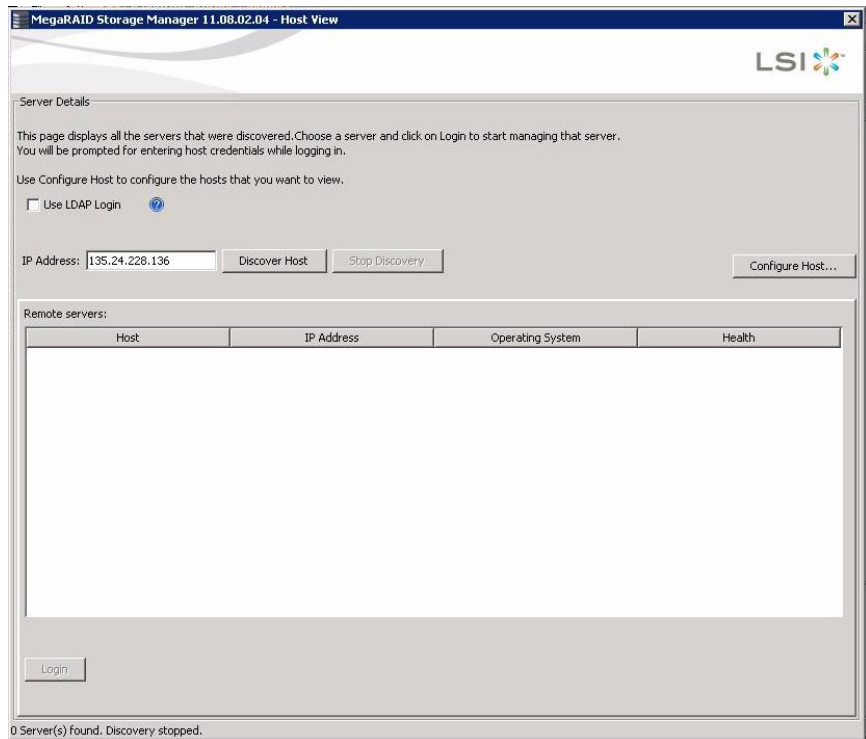 MegaRAID Storage Manager 11.08.02.04 - Host View
LSI
Server Details
This page displays all the servers that were discovered.Choose a server and click on Login to start managing that server.
You will be prompted for entering host credentials while logging in.
Use Configure Host to configure the hosts that you want to view.
Use LDAP Login ?
IP Address: 135.24.228.136 Discover Host Stop Discovery Configure Host...
Remote servers:
Host IP Address Operating System Health
Login
0 Server(s) found. Discovery stopped.